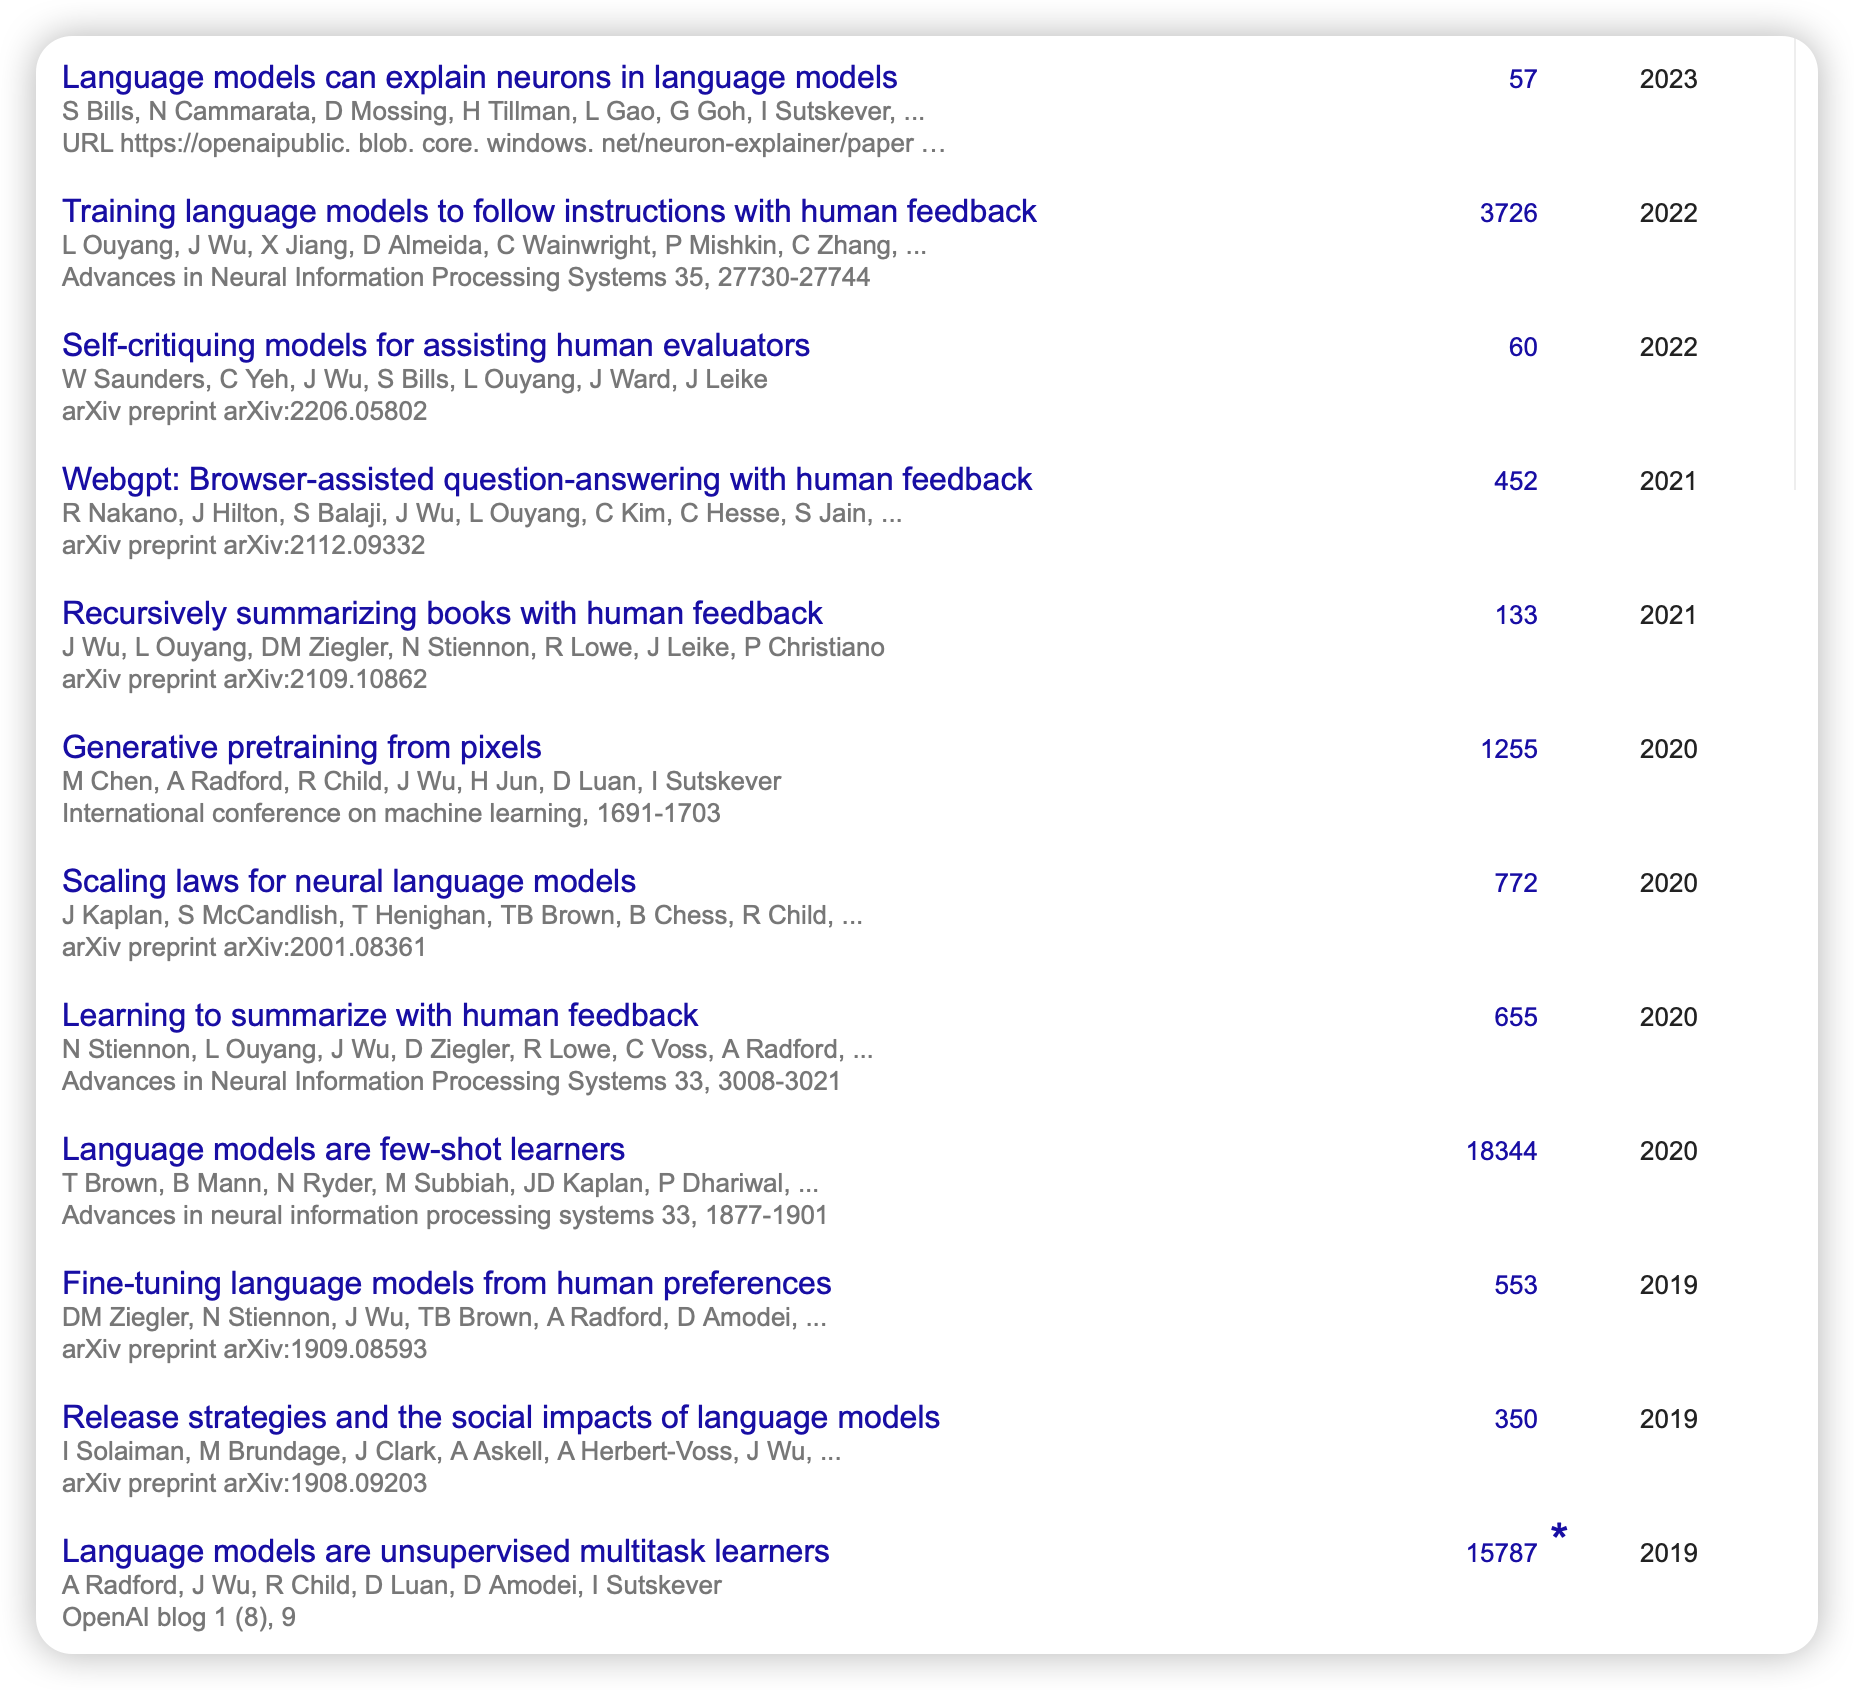 Language models can explain neurons in language models 57 2023
S Bills, N Cammarata, D Mossing, H Tillman, L Gao, G Goh, I Sutskever, ...
URL https://openaipublic. blob. core. windows. net/neuron-explainer/paper …
Training language models to follow instructions with human feedback 3726 2022
L Ouyang, J Wu, X Jiang, D Almeida, C Wainwright, P Mishkin, C Zhang, ...
Advances in Neural Information Processing Systems 35, 27730-27744
Self-critiquing models for assisting human evaluators 60 2022
W Saunders, C Yeh, J Wu, S Bills, L Ouyang, J Ward, J Leike
arXiv preprint arXiv:2206.05802
Webgpt: Browser-assisted question-answering with human feedback 452 2021
R Nakano, J Hilton, S Balaji, J Wu, L Ouyang, C Kim, C Hesse, S Jain, ...
arXiv preprint arXiv:2112.09332
Recursively summarizing books with human feedback 133 2021
J Wu, L Ouyang, DM Ziegler, N Stiennon, R Lowe, J Leike, P Christiano
arXiv preprint arXiv:2109.10862
Generative pretraining from pixels 1255 2020
M Chen, A Radford, R Child, J Wu, H Jun, D Luan, I Sutskever
International conference on machine learning, 1691-1703
Scaling laws for neural language models 772 2020
J Kaplan, S McCandlish, T Henighan, TB Brown, B Chess, R Child, ...
arXiv preprint arXiv:2001.08361
Learning to summarize with human feedback 655 2020
N Stiennon, L Ouyang, J Wu, D Ziegler, R Lowe, C Voss, A Radford, ...
Advances in Neural Information Processing Systems 33, 3008-3021
Language models are few-shot learners 18344 2020
T Brown, B Mann, N Ryder, M Subbiah, JD Kaplan, P Dhariwal, ...
Advances in neural information processing systems 33, 1877-1901
Fine-tuning language models from human preferences 553 2019
DM Ziegler, N Stiennon, J Wu, TB Brown, A Radford, D Amodei, ...
arXiv preprint arXiv:1909.08593
Release strategies and the social impacts of language models 350 2019
I Solaiman, M Brundage, J Clark, A Askell, A Herbert-Voss, J Wu, ...
arXiv preprint arXiv:1908.09203
Language models are unsupervised multitask learners 15787 * 2019
A Radford, J Wu, R Child, D Luan, D Amodei, I Sutskever
OpenAI blog 1 (8), 9